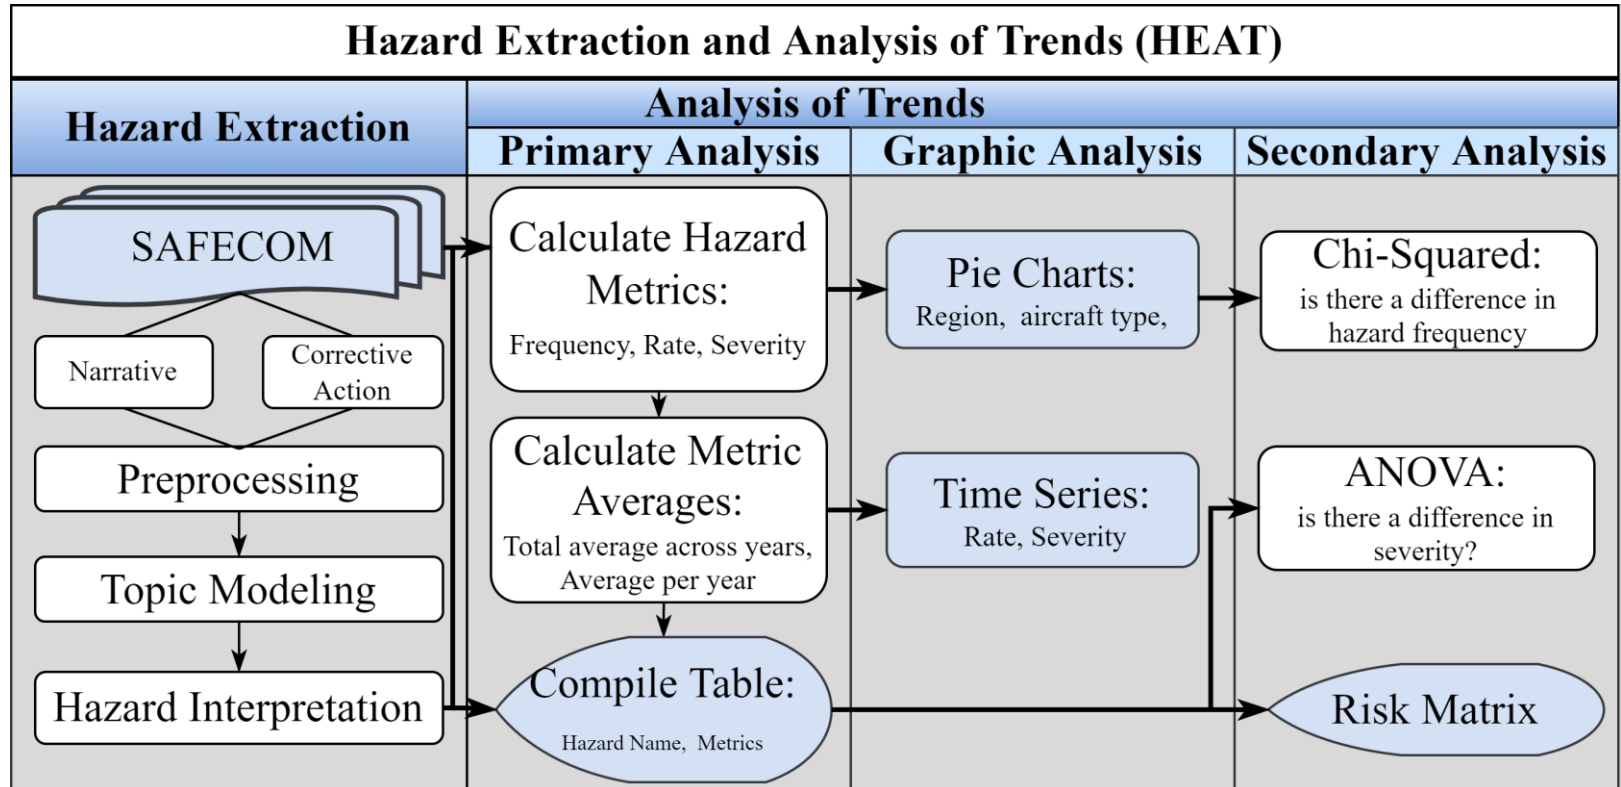 Hazard Extraction and Analysis of Trends (HEAT)
Hazard Extraction
Analysis of Trends
Primary Analysis
Graphic Analysis
Secondary Analysis
SAFECOM
Narrative
Corrective
Action
Preprocessing
Topic Modeling
Hazard Interpretation
Calculate Hazard
Metrics:
Frequency, Rate, Severity
Calculate Metric
Averages:
Total average across years,
Average per year
Compile Table:
Hazard Name, Metrics
Pie Charts:
Region, aircraft type,
Time Series:
Rate, Severity
Chi-Squared:
is there a difference in
hazard frequency
ANOVA:
is there a difference in
severity?
Risk Matrix